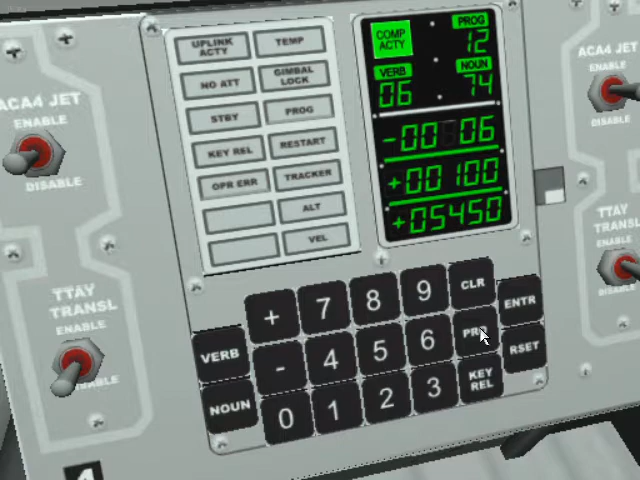 UPLINK ACTY
TEMP
NO ATT
GIMBAL LOCK
STBY
PROG
KEY REL
RESTART
OPR ERR
TRACKER
ALT
VEL
COMP ACTY
PROG
12
VERB
NOUN
06
74
-00 06
+00100
+05450
ACA4 JET
ENABLE
DISABLE
TTAY TRANSL
ENABLE
ACA4 JET
ENABLE
TTAY
TRANSL
ENABLE
VERB
NOUN
+ 7 8 9 CLR
ENTR
- 4 5 6
RSET
0 1 2 3 KEY REL